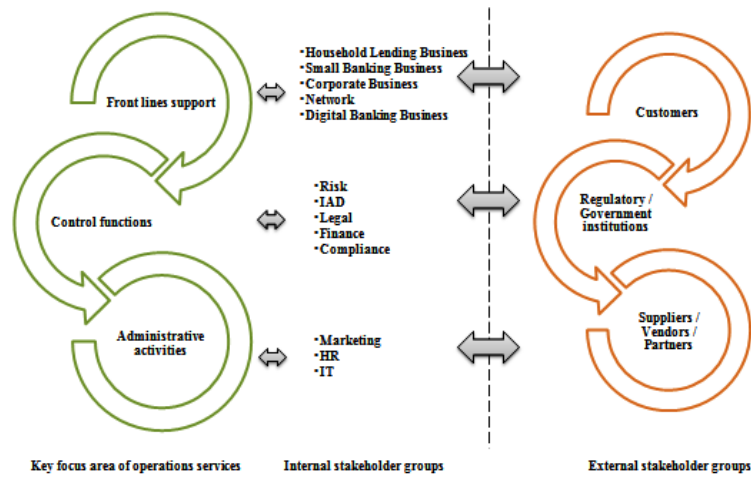 Front lines support
•Household Lending Business
•Small Banking Business
•Corporate Business
•Network
•Digital Banking Business
Customers
Control functions
•Risk
•IAD
•Legal
•Finance
•Compliance
Regulatory /
Government
institutions
Administrative
activities
•Marketing
•HR
•IT
Suppliers /
Vendors /
Partners
Key focus area of operations services
Internal stakeholder groups
External stakeholder groups